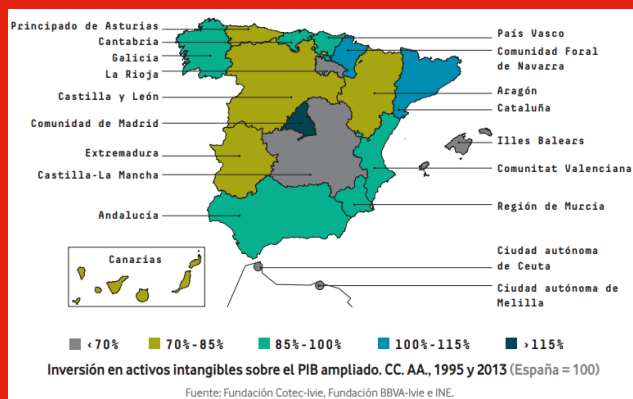 Principado de Asturias
Cantabria
Galicia
La Rioja
Castilla y León
Comunidad de Madrid
Extremadura
Castilla-La Mancha
Andalucía
Canarias
País Vasco
Comunidad Foral
de Navarra
Aragón
Cataluña
Illes Balears
Comunitat Valenciana
Región de Murcia
Ciudad autónoma
de Ceuta
Ciudad autónoma de
Melilla
<70% 70%-85% 85%-100% 100%-115% >115%
Inversión en activos intangibles sobre el PIB ampliado. CC. AA., 1995 y 2013 (España = 100)
Fuente: Fundación Cotec-Ivie, Fundación BBVA-Ivie e INE.